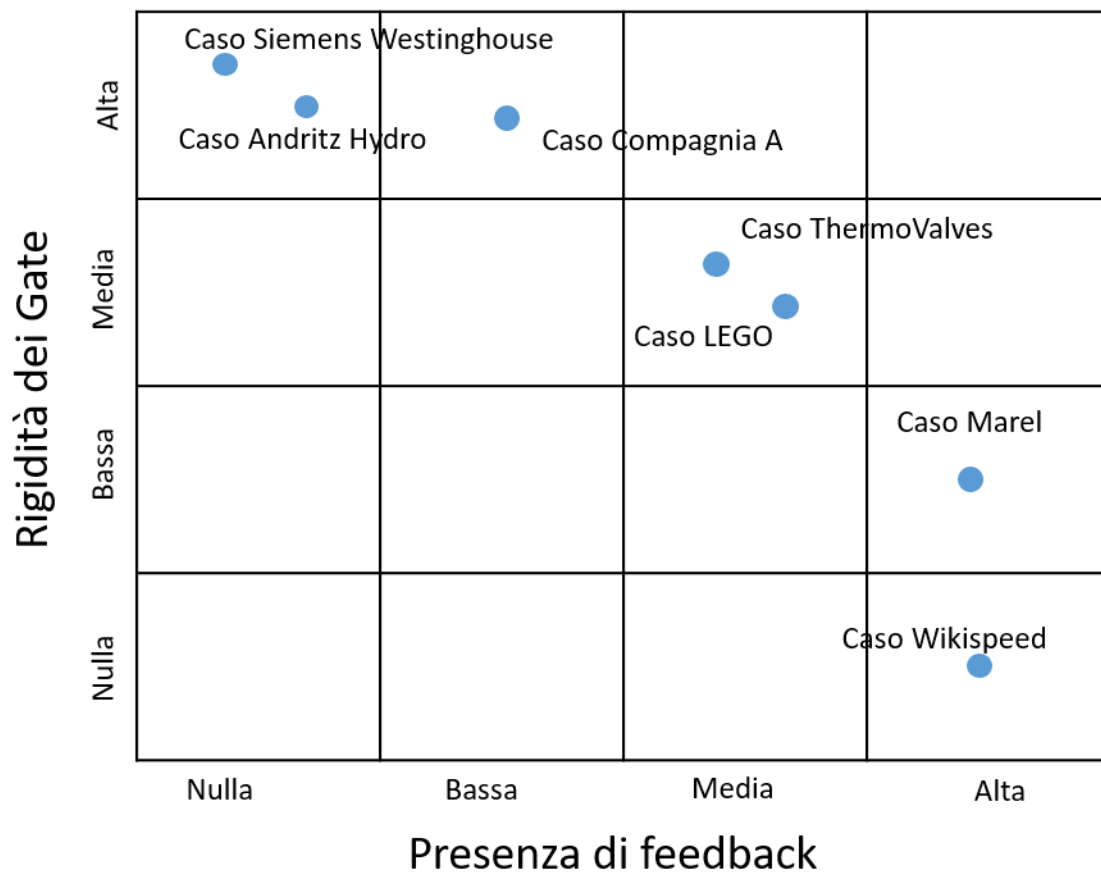 Caso Siemens Westinghouse
Caso Andritz Hydro
Caso Compagnia A
Caso ThermoValves
Caso LEGO
Caso Marel
Caso Wikispeed
Rigidità dei Gate
Alta
Media
Bassa
Nulla
Nulla
Bassa
Media
Alta
Presenza di feedback